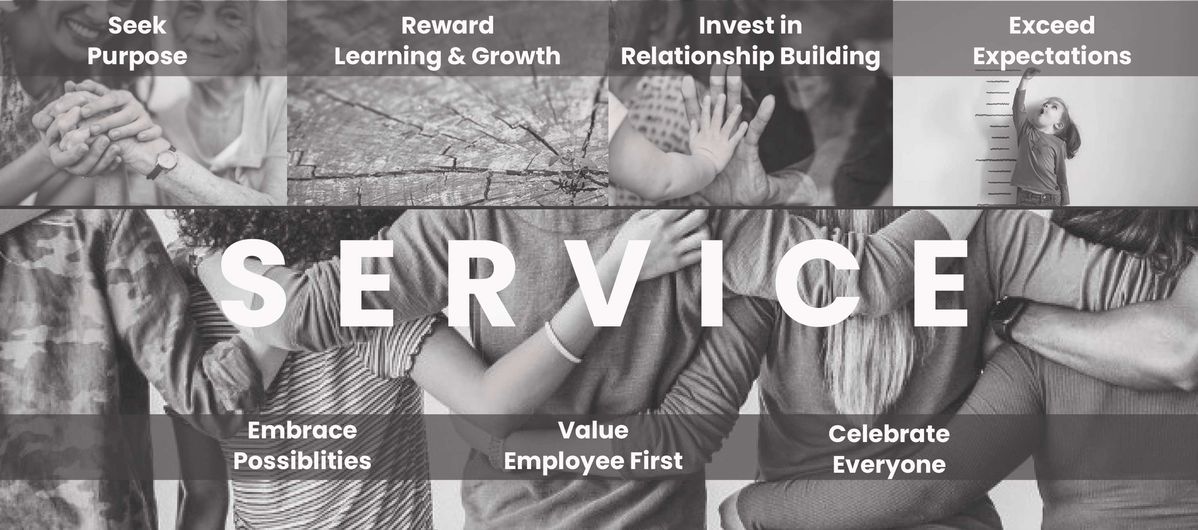 Seek
Purpose
Reward
Learning & Growth
Invest in
Relationship Building
Exceed
Expectations
SERVICE
Embrace
Possiblities
Value
Employee First
Celebrate
Everyone